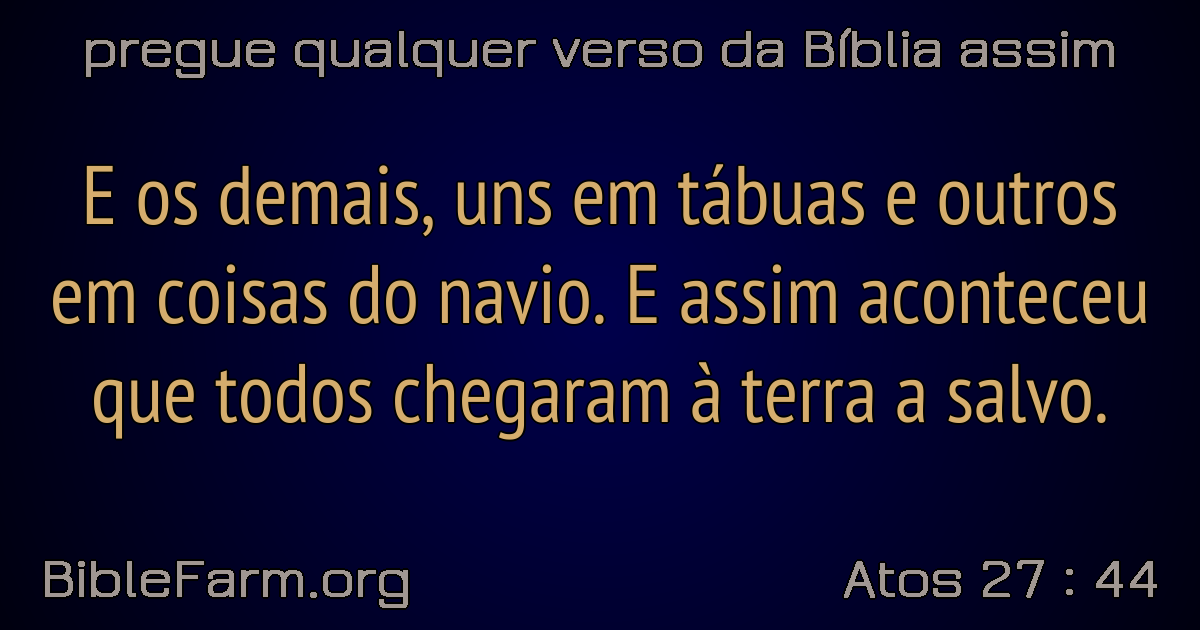 pregue qualquer verso da Bíblia assim
E os demais, uns em tábuas e outros
em coisas do navio. E assim aconteceu
que todos chegaram à terra a salvo.
BibleFarm.org
Atos 27 : 44